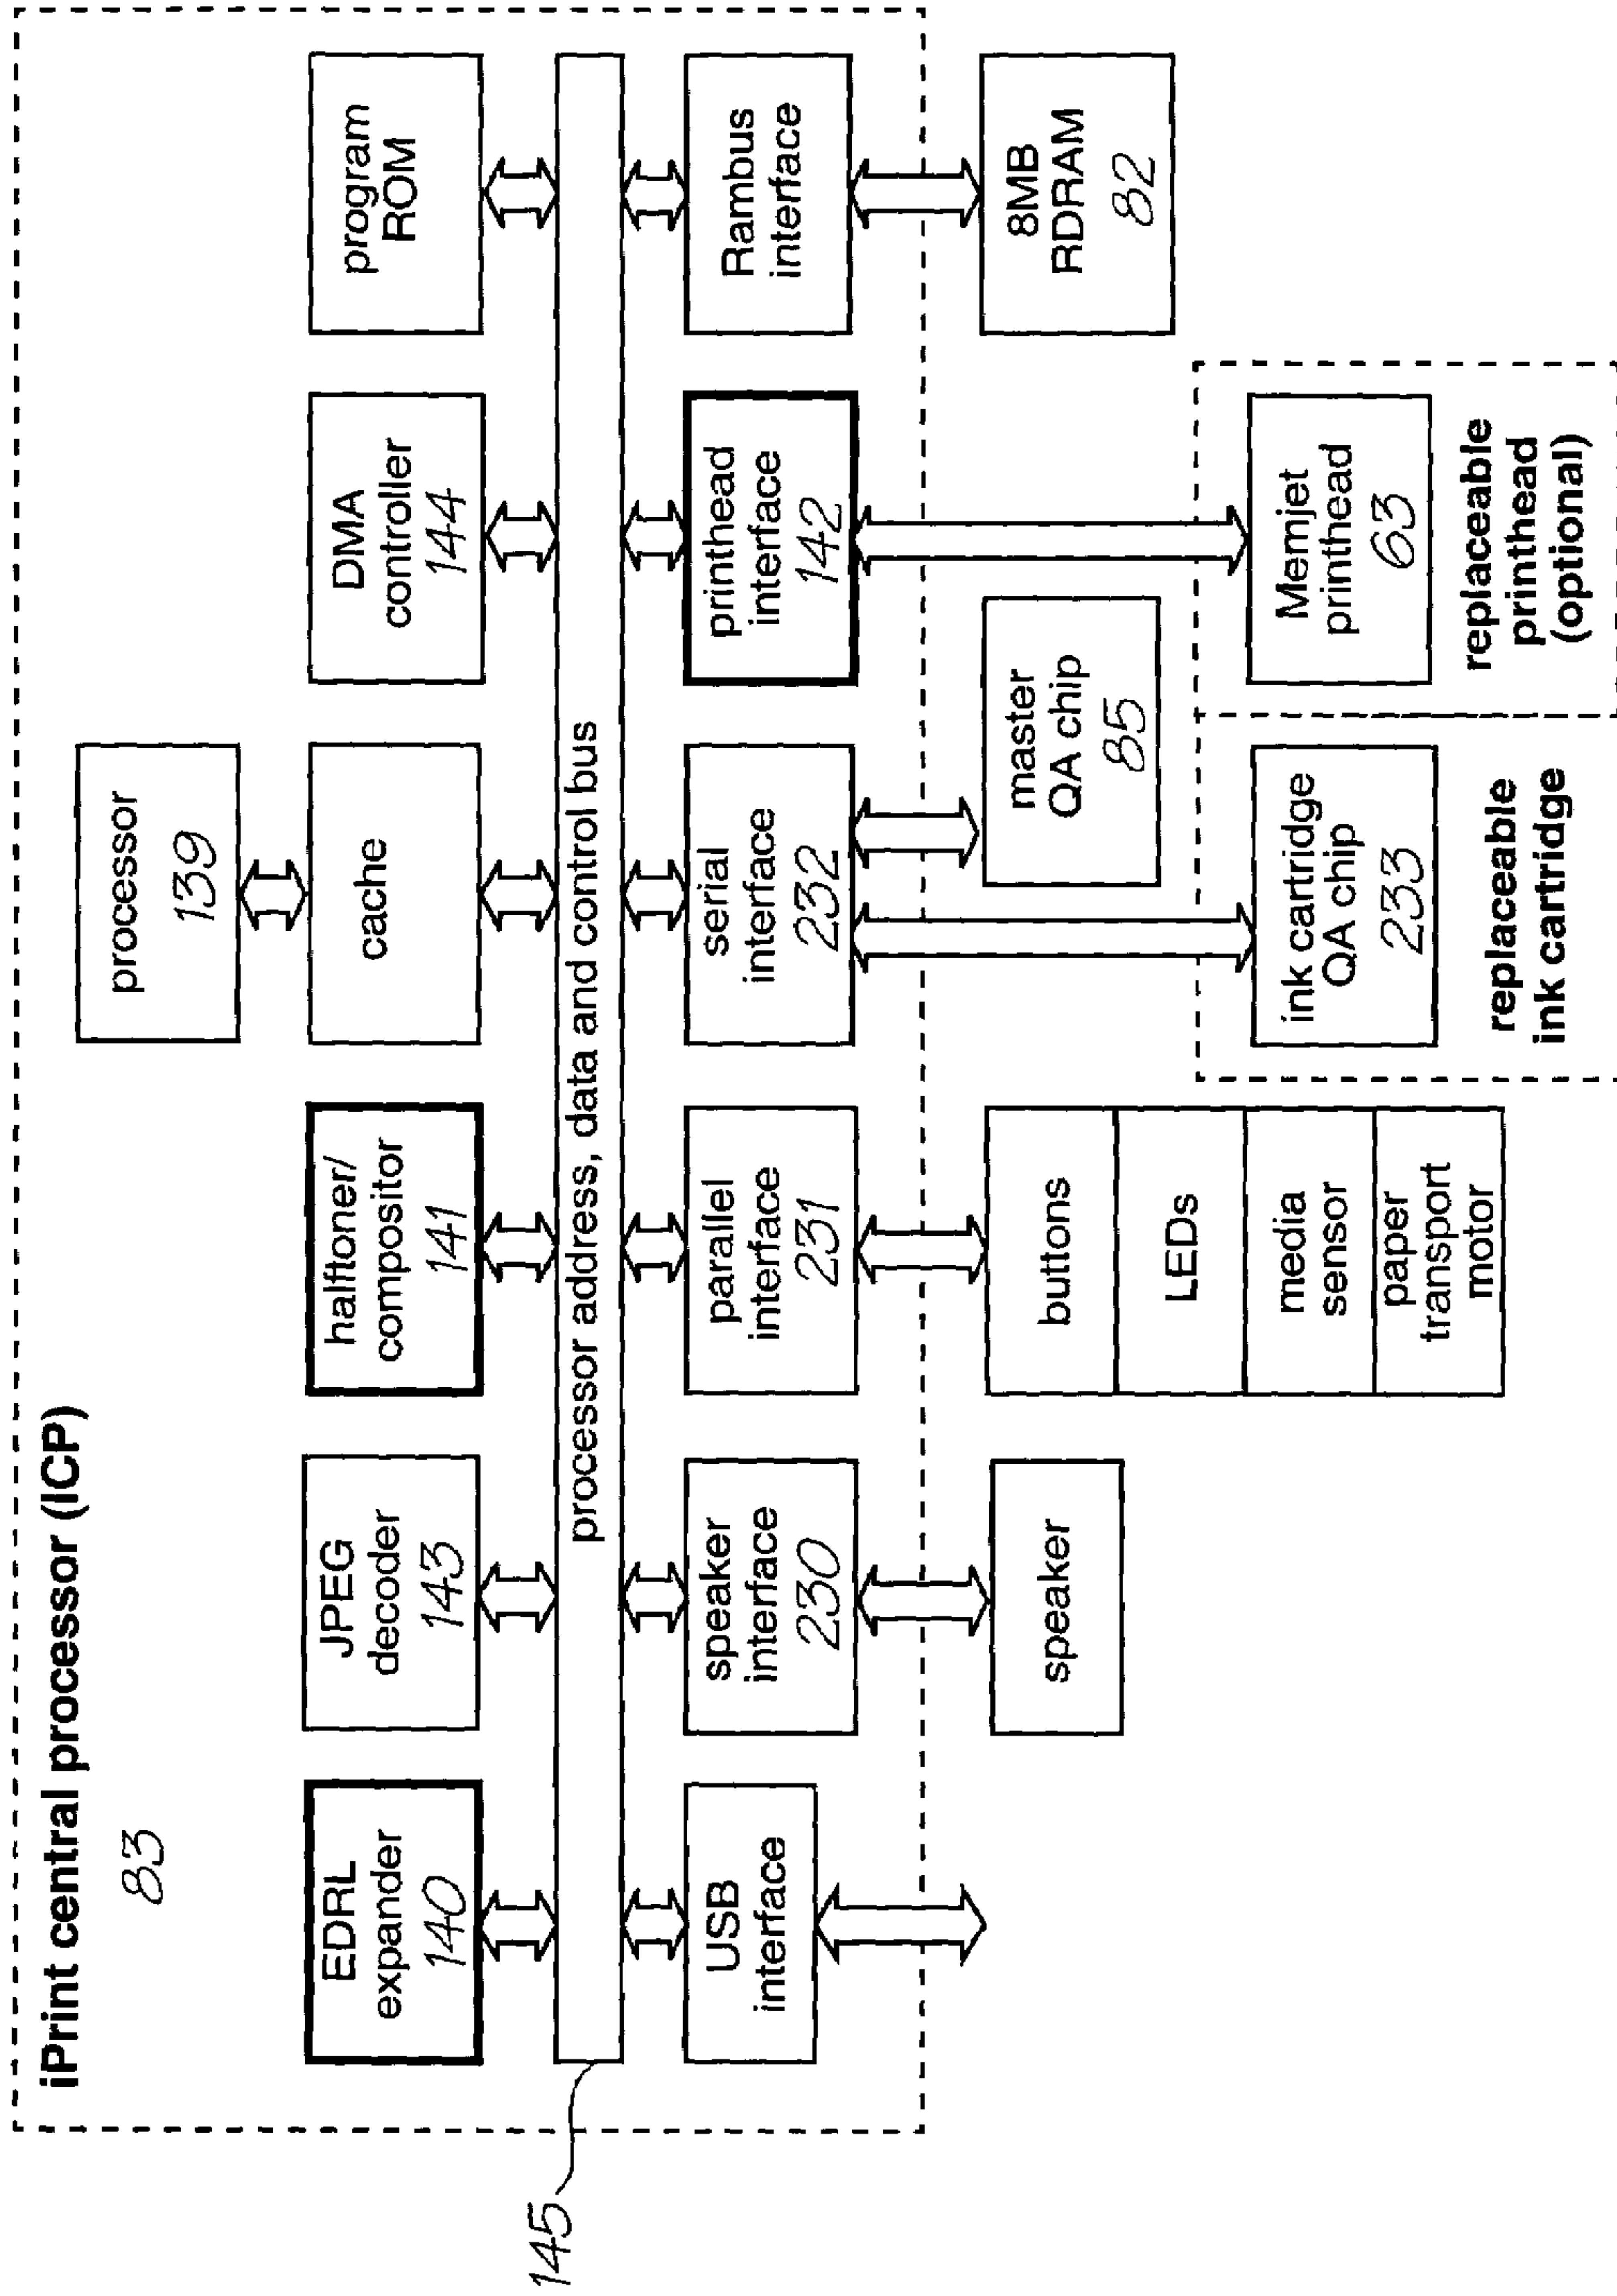 iPrint central processor (ICP)
83
processor
139
EDRL
expander
140
JPEG
decoder
143
halftoner/
compositor
141
cache
DMA
controller
144
program
ROM
145
processor address, data and control bus
USB
interface
speaker
interface
230
parallel
interface
231
serial
interface
232
printhead
interface
142
Rambus
interface
speaker
buttons
LEDs
media
sensor
paper
transport
motor
master
QA chip
85
8MB
RDRAM
82
ink cartridge
QA chip
233
replaceable
ink cartridge
Memjet
printhead
63
replaceable
printhead
(optional)